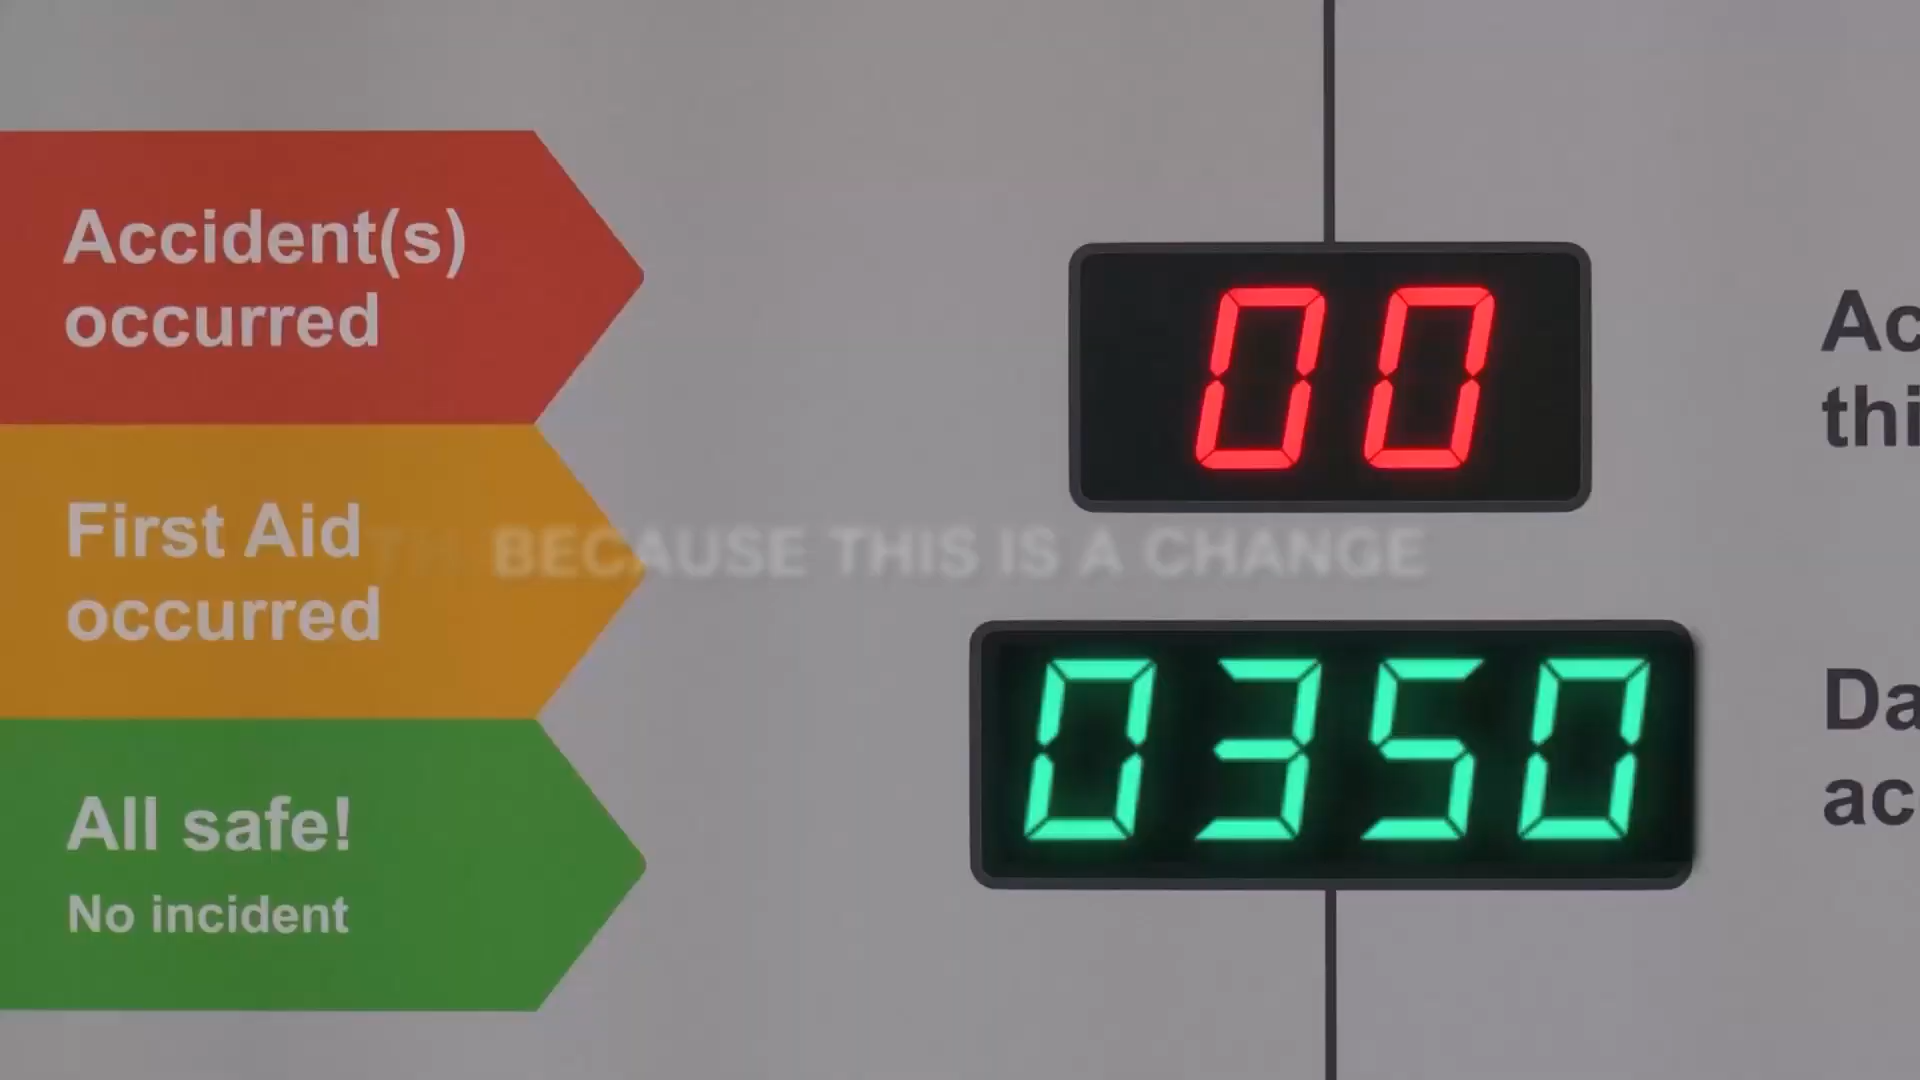 Accident(s)
occurred
First Aid
occurred
All safe!
No incident
BECAUSE THIS IS A CHANGE
00
0350
Ac
thi
Da
ac